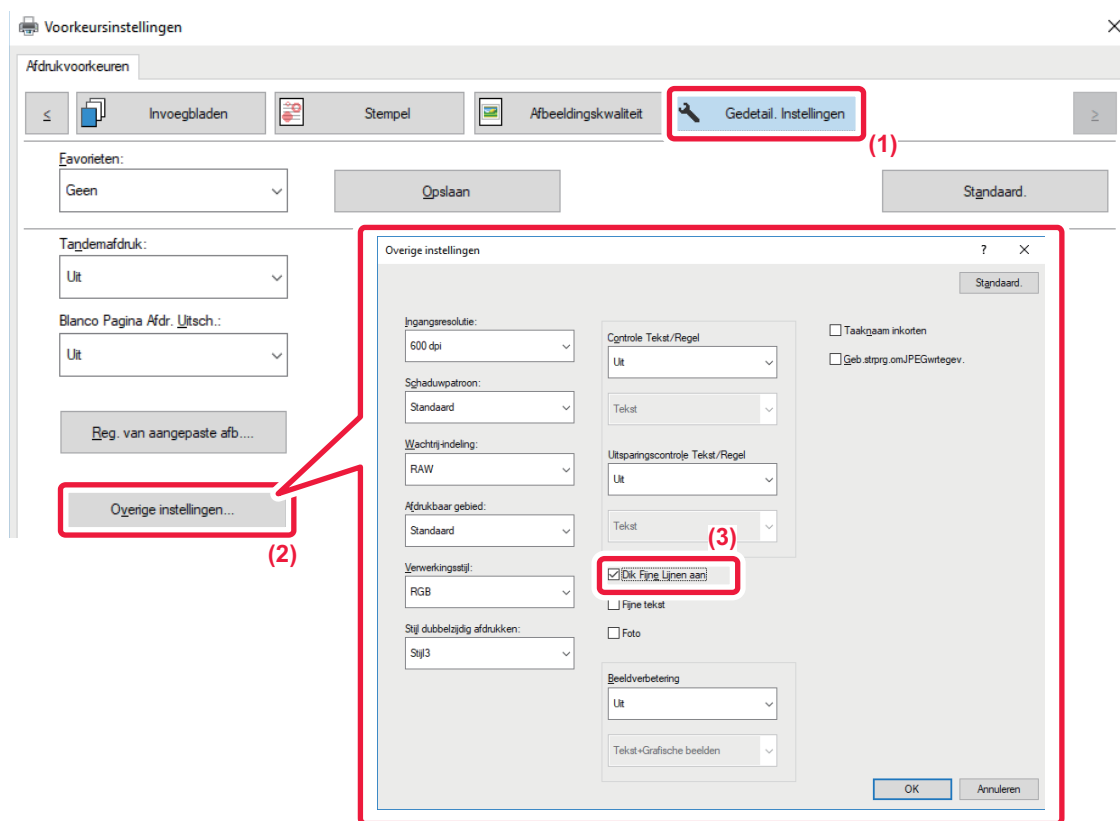 Voorkeursinstellingen
Afdrukvoorkeuren
≤
Invoegbladen
Stempel
Afbeeldingskwaliteit
Gedetail. Instellingen
≥
(1)
Favorieten:
Geen
Opslaan
Standaard.
Tandemafdruk:
Uit
Blanco Pagina Afdr. Uitsch.:
Uit
Reg. van aangepaste afb....
Overige instellingen...
(2)
Overige instellingen
?
Standaard.
Ingangsresolutie:
600 dpi
Schaduwpatroon:
Standaard
Wachtrij-indeling:
RAW
Afdrukbaar gebied:
Standaard
Verwerkingsstijl:
RGB
Stijl dubbelzijdig afdrukken:
Stijl3
Controle Tekst/Regel
Uit
Tekst
Uitsparingscontrole Tekst/Regel
Uit
Tekst
(3)
Dik Fijne Lijnen aan
Fijne tekst
Foto
Beeldverbetering
Uit
Tekst+Grafische beelden
Taaknaam inkorten
Geb.strprg.omJPEGwrtegev.
OK
Annuleren